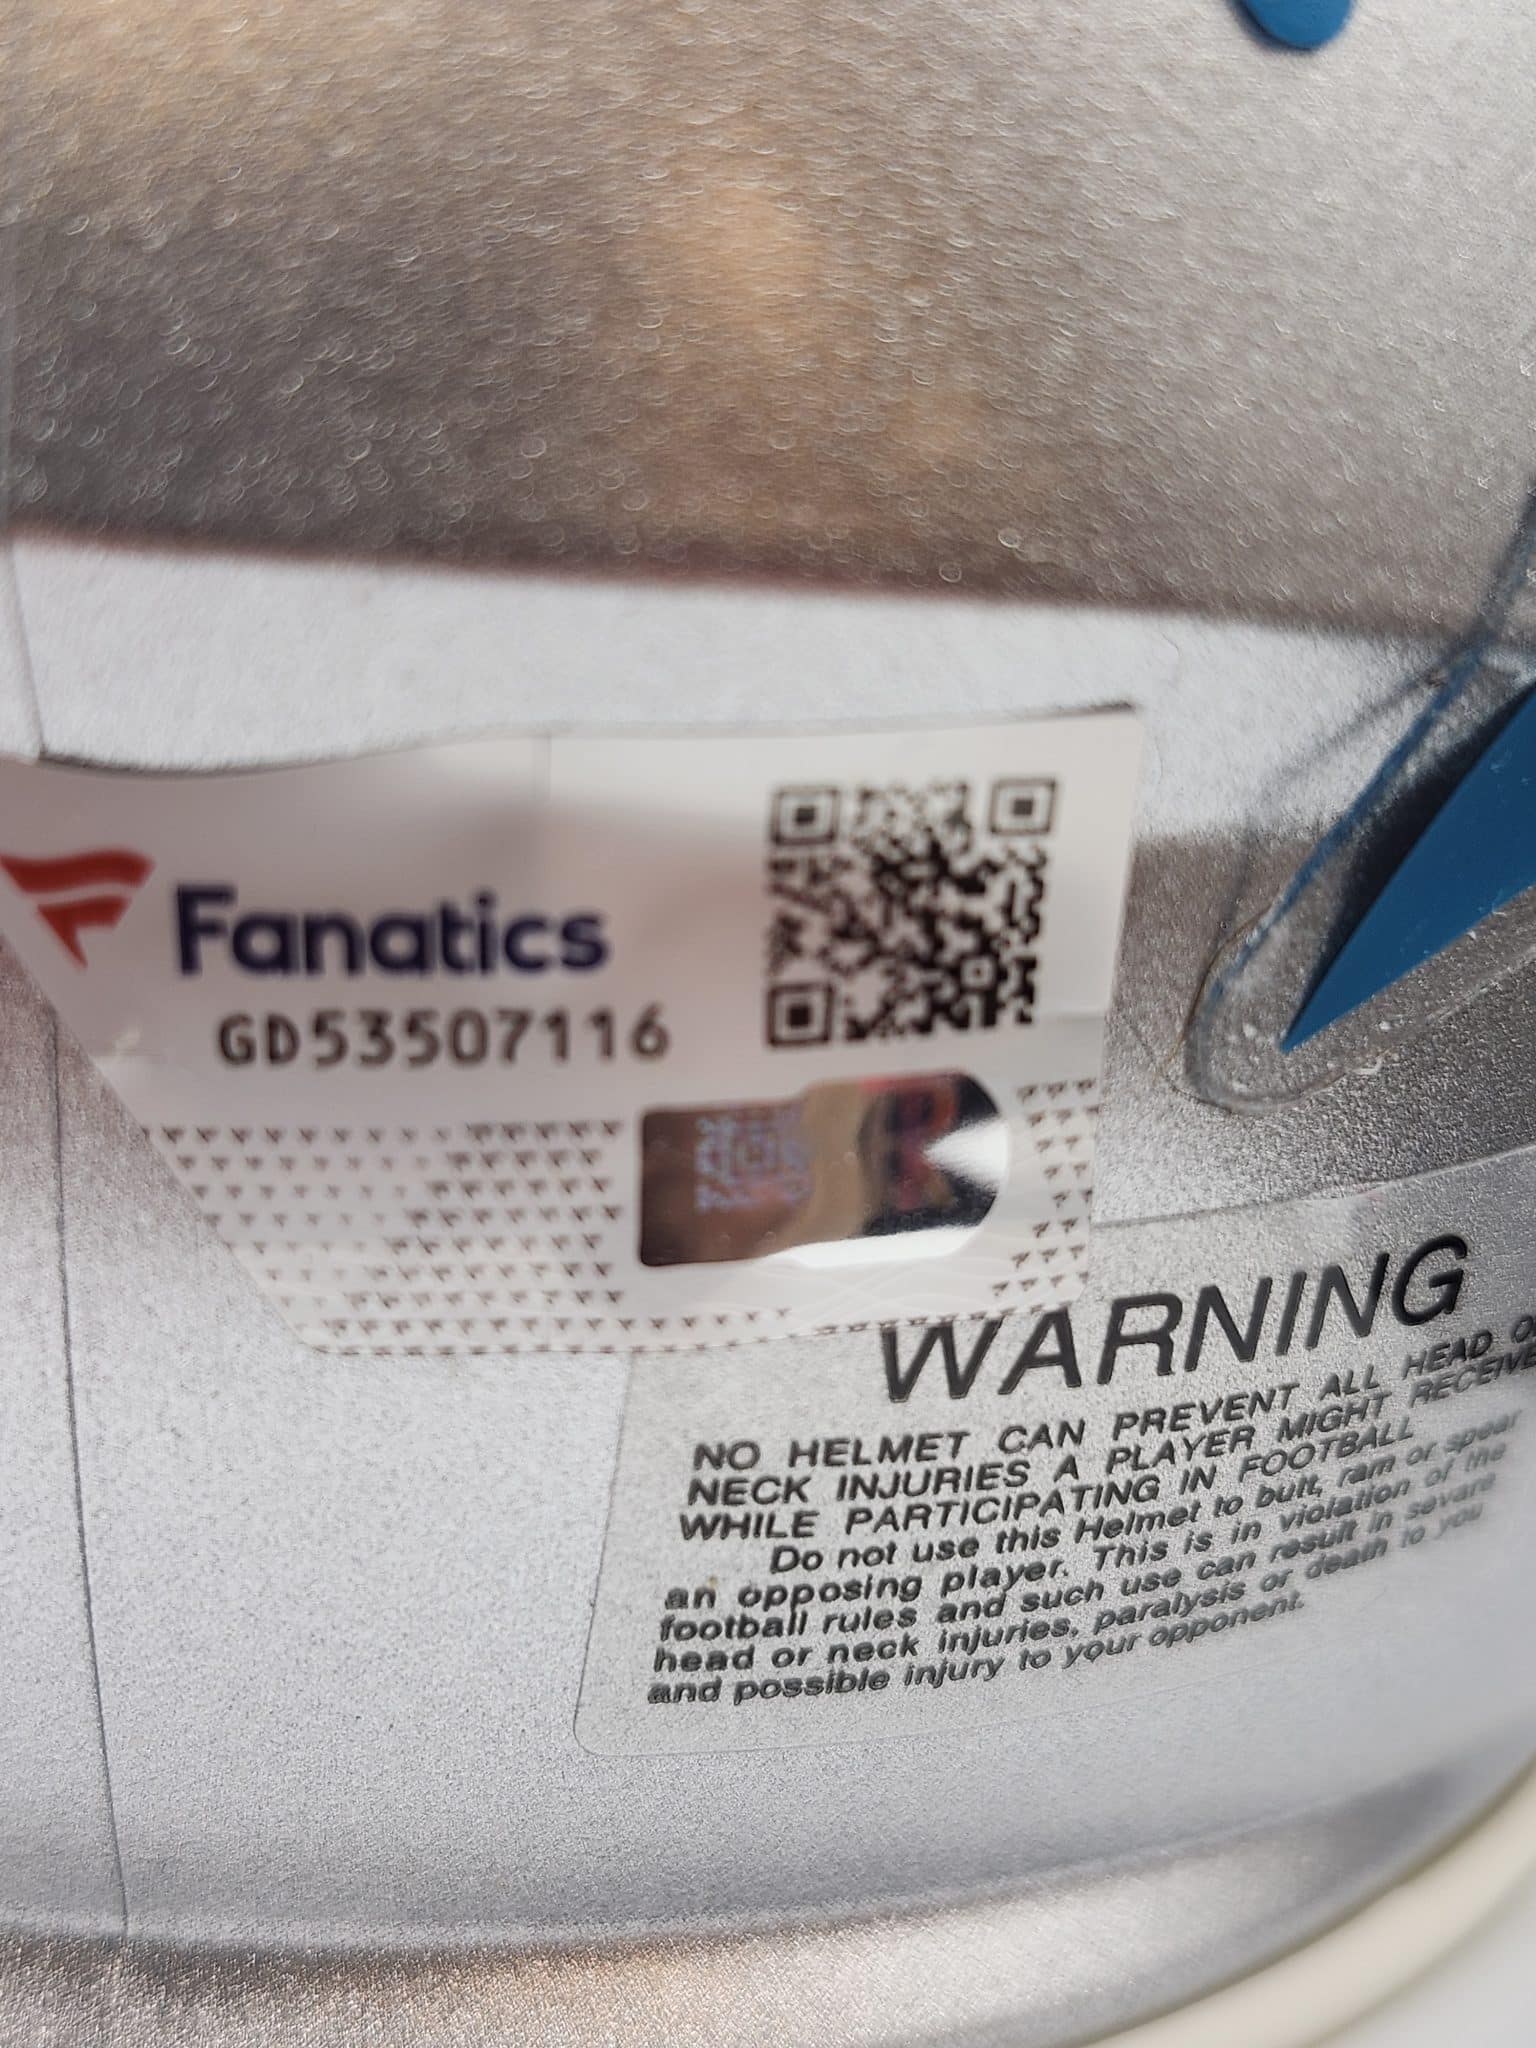 Fanatics
GD53507116
WARNING
NO HELMET CAN PREVENT ALL HEAD OR
NECK INJURIES A PLAYER MIGHT RECEIVE
WHILE PARTICIPATING IN FOOTBALL
Do not use this Helmet to butt, ram or spear
an opposing player. This is in violation of the
football rules and such use can result in severe
head or neck injuries, paralysis or death to you
and possible injury to your opponent.